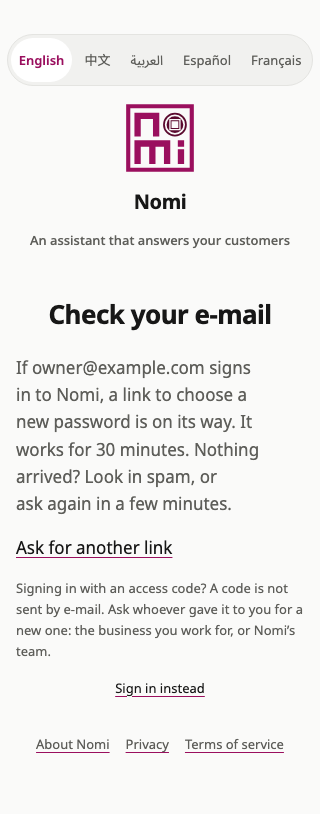 English 中文 العربية Español Français
nomi
Nomi
An assistant that answers your customers
Check your e-mail
If owner@example.com signs
in to Nomi, a link to choose a
new password is on its way. It
works for 30 minutes. Nothing
arrived? Look in spam, or
ask again in a few minutes.
Ask for another link
Signing in with an access code? A code is not
sent by e-mail. Ask whoever gave it to you for a
new one: the business you work for, or Nomi’s
team.
Sign in instead
About Nomi Privacy Terms of service